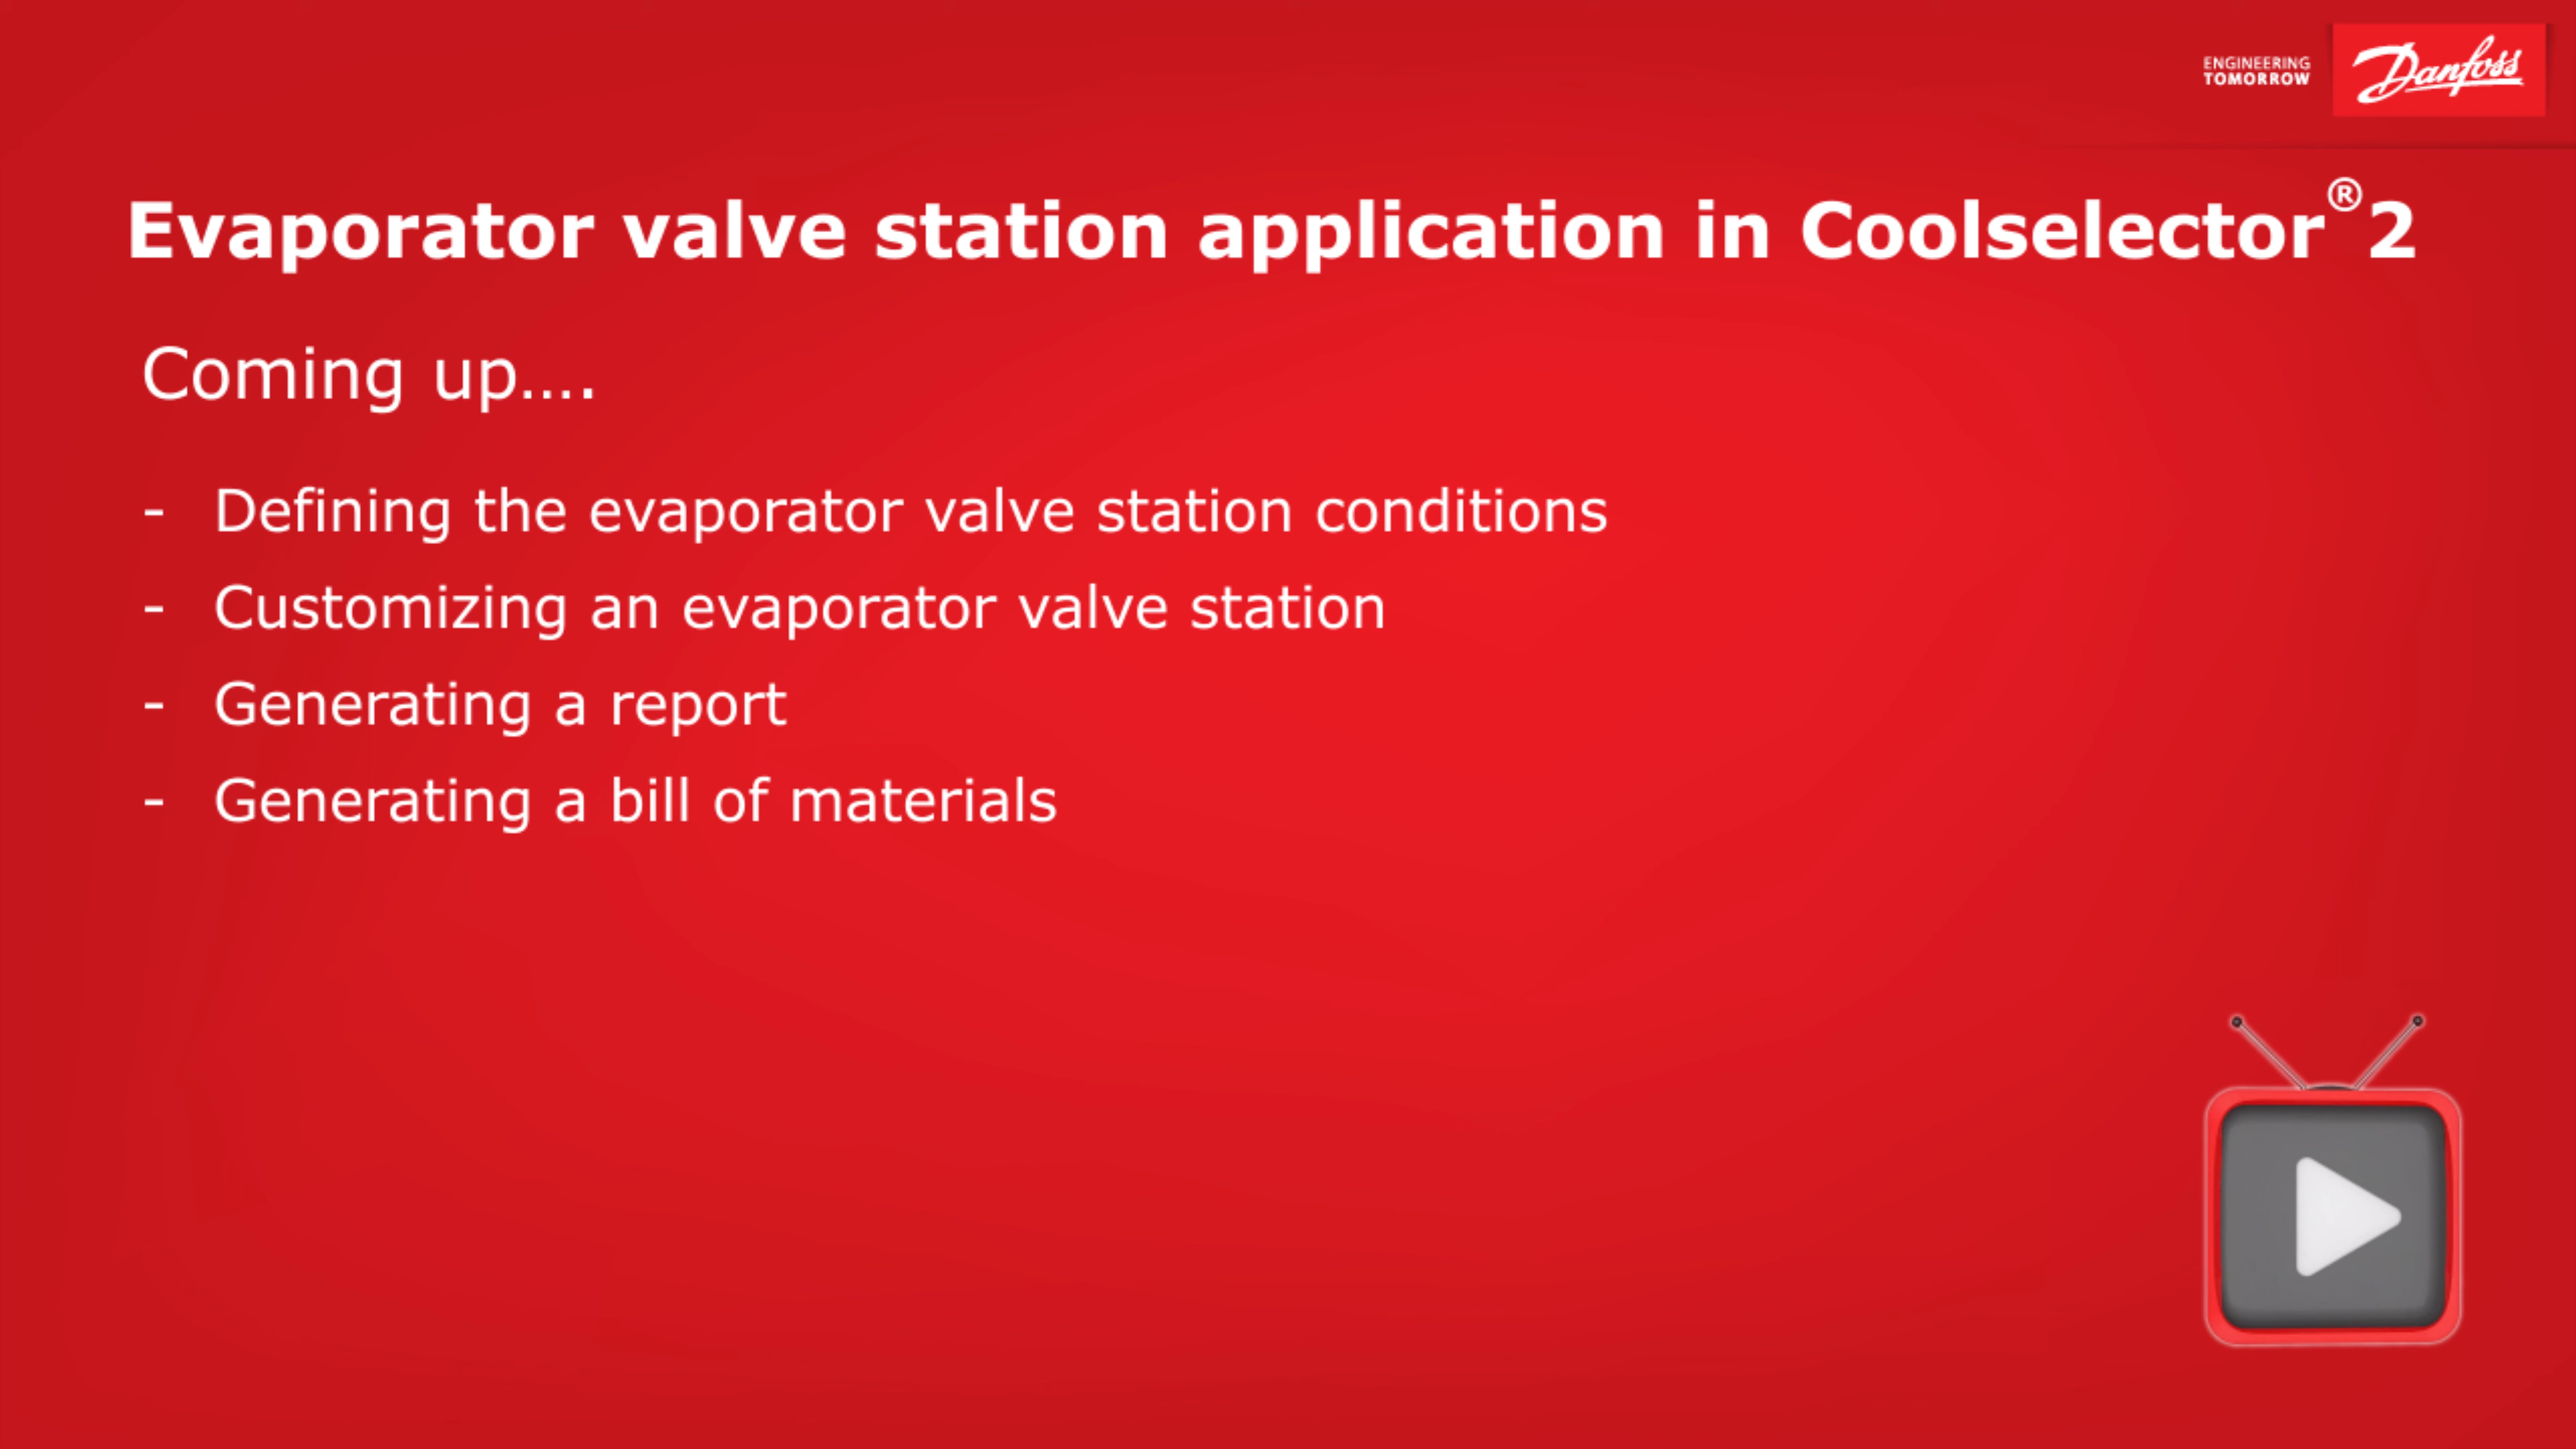 ENGINEERING
TOMORROW
Danfoss
Evaporator valve station application in Coolselector®2
Coming up....
- Defining the evaporator valve station conditions
- Customizing an evaporator valve station
- Generating a report
- Generating a bill of materials